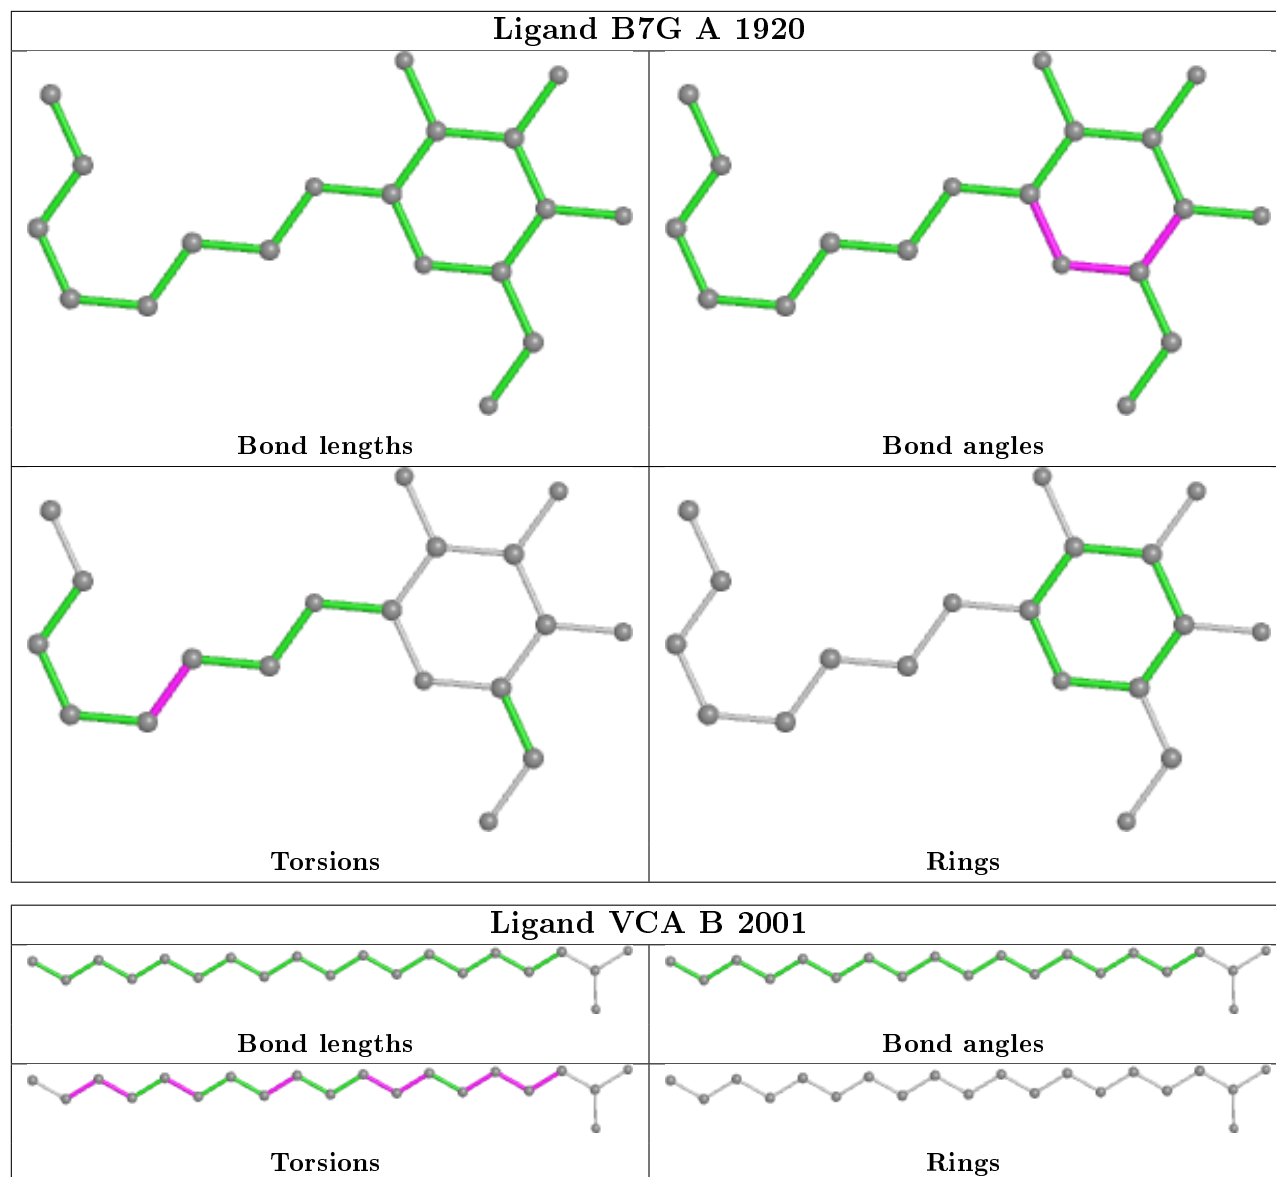 Ligand B7G A 1920
Bond lengths
Bond angles
Torsions
Rings
Ligand VCA B 2001
Bond lengths
Bond angles
Torsions
Rings